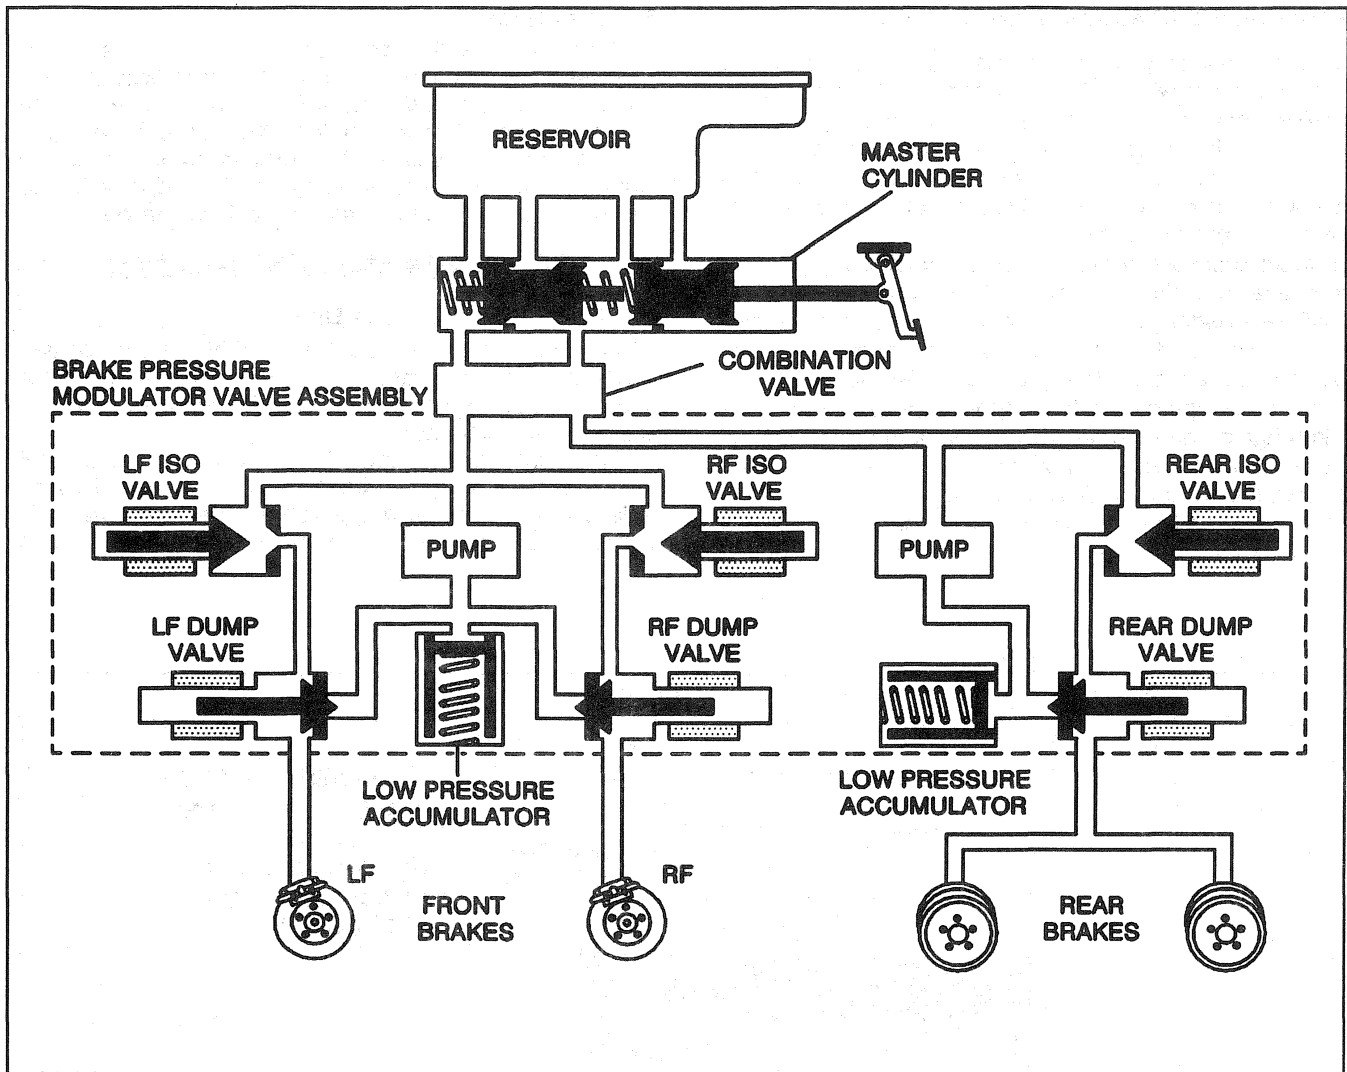 RESERVOIR
MASTER
CYLINDER
COMBINATION
VALVE
BRAKE PRESSURE
MODULATOR VALVE ASSEMBLY
LF ISO
VALVE
RF ISO
VALVE
REAR ISO
VALVE
PUMP
PUMP
LF DUMP
VALVE
RF DUMP
VALVE
REAR DUMP
VALVE
LOW PRESSURE
ACCUMULATOR
LOW PRESSURE
ACCUMULATOR
LF
RF
FRONT
BRAKES
REAR
BRAKES